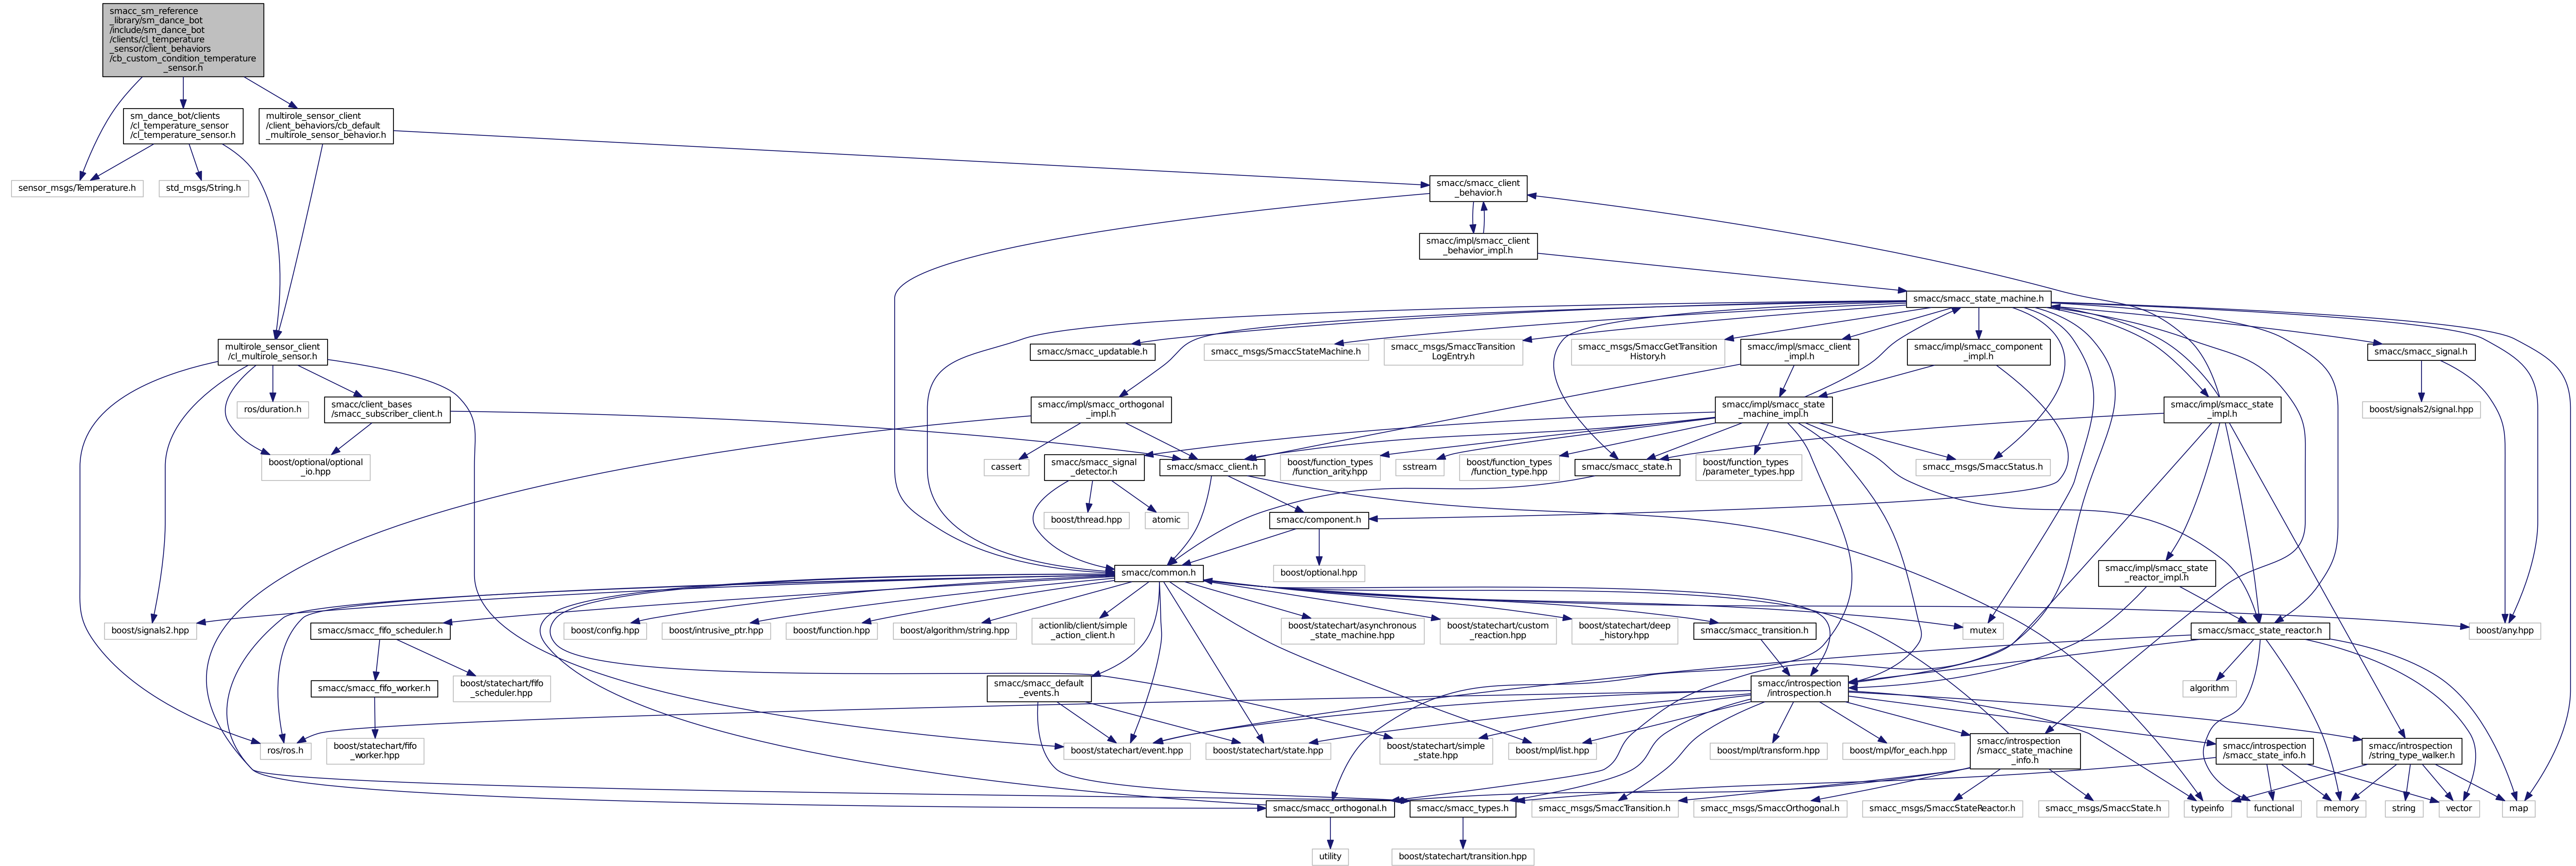 smacc_sm_reference
_library/sm_dance_bot
/include/sm_dance_bot
/clients/cl_temperature
_sensor/client_behaviors
/cb_custom_condition_temperature
_sensor.h
sm_dance_bot/clients
/cl_temperature_sensor
/cl_temperature_sensor.h
multirole_sensor_client
/client_behaviors/cb_default
_multirole_sensor_behavior.h
sensor_msgs/Temperature.h
std_msgs/String.h
smacc/smacc_client
_behavior.h
smacc/impl/smacc_client
_behavior_impl.h
smacc/smacc_state_machine.h
multirole_sensor_client
/cl_multirole_sensor.h
smacc/smacc_updatable.h
smacc_msgs/SmaccStateMachine.h
smacc_msgs/SmaccTransition
LogEntry.h
smacc_msgs/SmaccGetTransition
History.h
smacc/impl/smacc_client
_impl.h
smacc/impl/smacc_component
_impl.h
smacc/smacc_signal.h
ros/duration.h
smacc/client_bases
/smacc_subscriber_client.h
smacc/impl/smacc_orthogonal
_impl.h
smacc/impl/smacc_state
_machine_impl.h
smacc/impl/smacc_state
_impl.h
boost/signals2/signal.hpp
boost/optional/optional
_io.hpp
cassert
smacc/smacc_signal
_detector.h
smacc/smacc_client.h
boost/function_types
/function_arity.hpp
sstream
boost/function_types
/function_type.hpp
smacc/smacc_state.h
boost/function_types
/parameter_types.hpp
smacc_msgs/SmaccStatus.h
boost/thread.hpp
atomic
smacc/component.h
smacc/common.h
boost/optional.hpp
smacc/impl/smacc_state
_reactor_impl.h
boost/signals2.hpp
smacc/smacc_fifo_scheduler.h
boost/config.hpp
boost/intrusive_ptr.hpp
boost/function.hpp
boost/algorithm/string.hpp
actionlib/client/simple
_action_client.h
boost/statechart/asynchronous
_state_machine.hpp
boost/statechart/custom
_reaction.hpp
boost/statechart/deep
_history.hpp
smacc/smacc_transition.h
mutex
smacc/smacc_state_reactor.h
boost/any.hpp
smacc/smacc_fifo_worker.h
boost/statechart/fifo
_scheduler.hpp
smacc/smacc_default
_events.h
smacc/introspection
/introspection.h
algorithm
ros/ros.h
boost/statechart/fifo
_worker.hpp
boost/statechart/event.hpp
boost/statechart/state.hpp
boost/statechart/simple
_state.hpp
boost/mpl/list.hpp
boost/mpl/transform.hpp
boost/mpl/for_each.hpp
smacc/introspection
/smacc_state_machine
_info.h
smacc/introspection
/smacc_state_info.h
smacc/introspection
/string_type_walker.h
smacc/smacc_orthogonal.h
smacc/smacc_types.h
smacc_msgs/SmaccTransition.h
smacc_msgs/SmaccOrthogonal.h
smacc_msgs/SmaccStateReactor.h
smacc_msgs/SmaccState.h
typeinfo
functional
memory
string
vector
map
utility
boost/statechart/transition.hpp